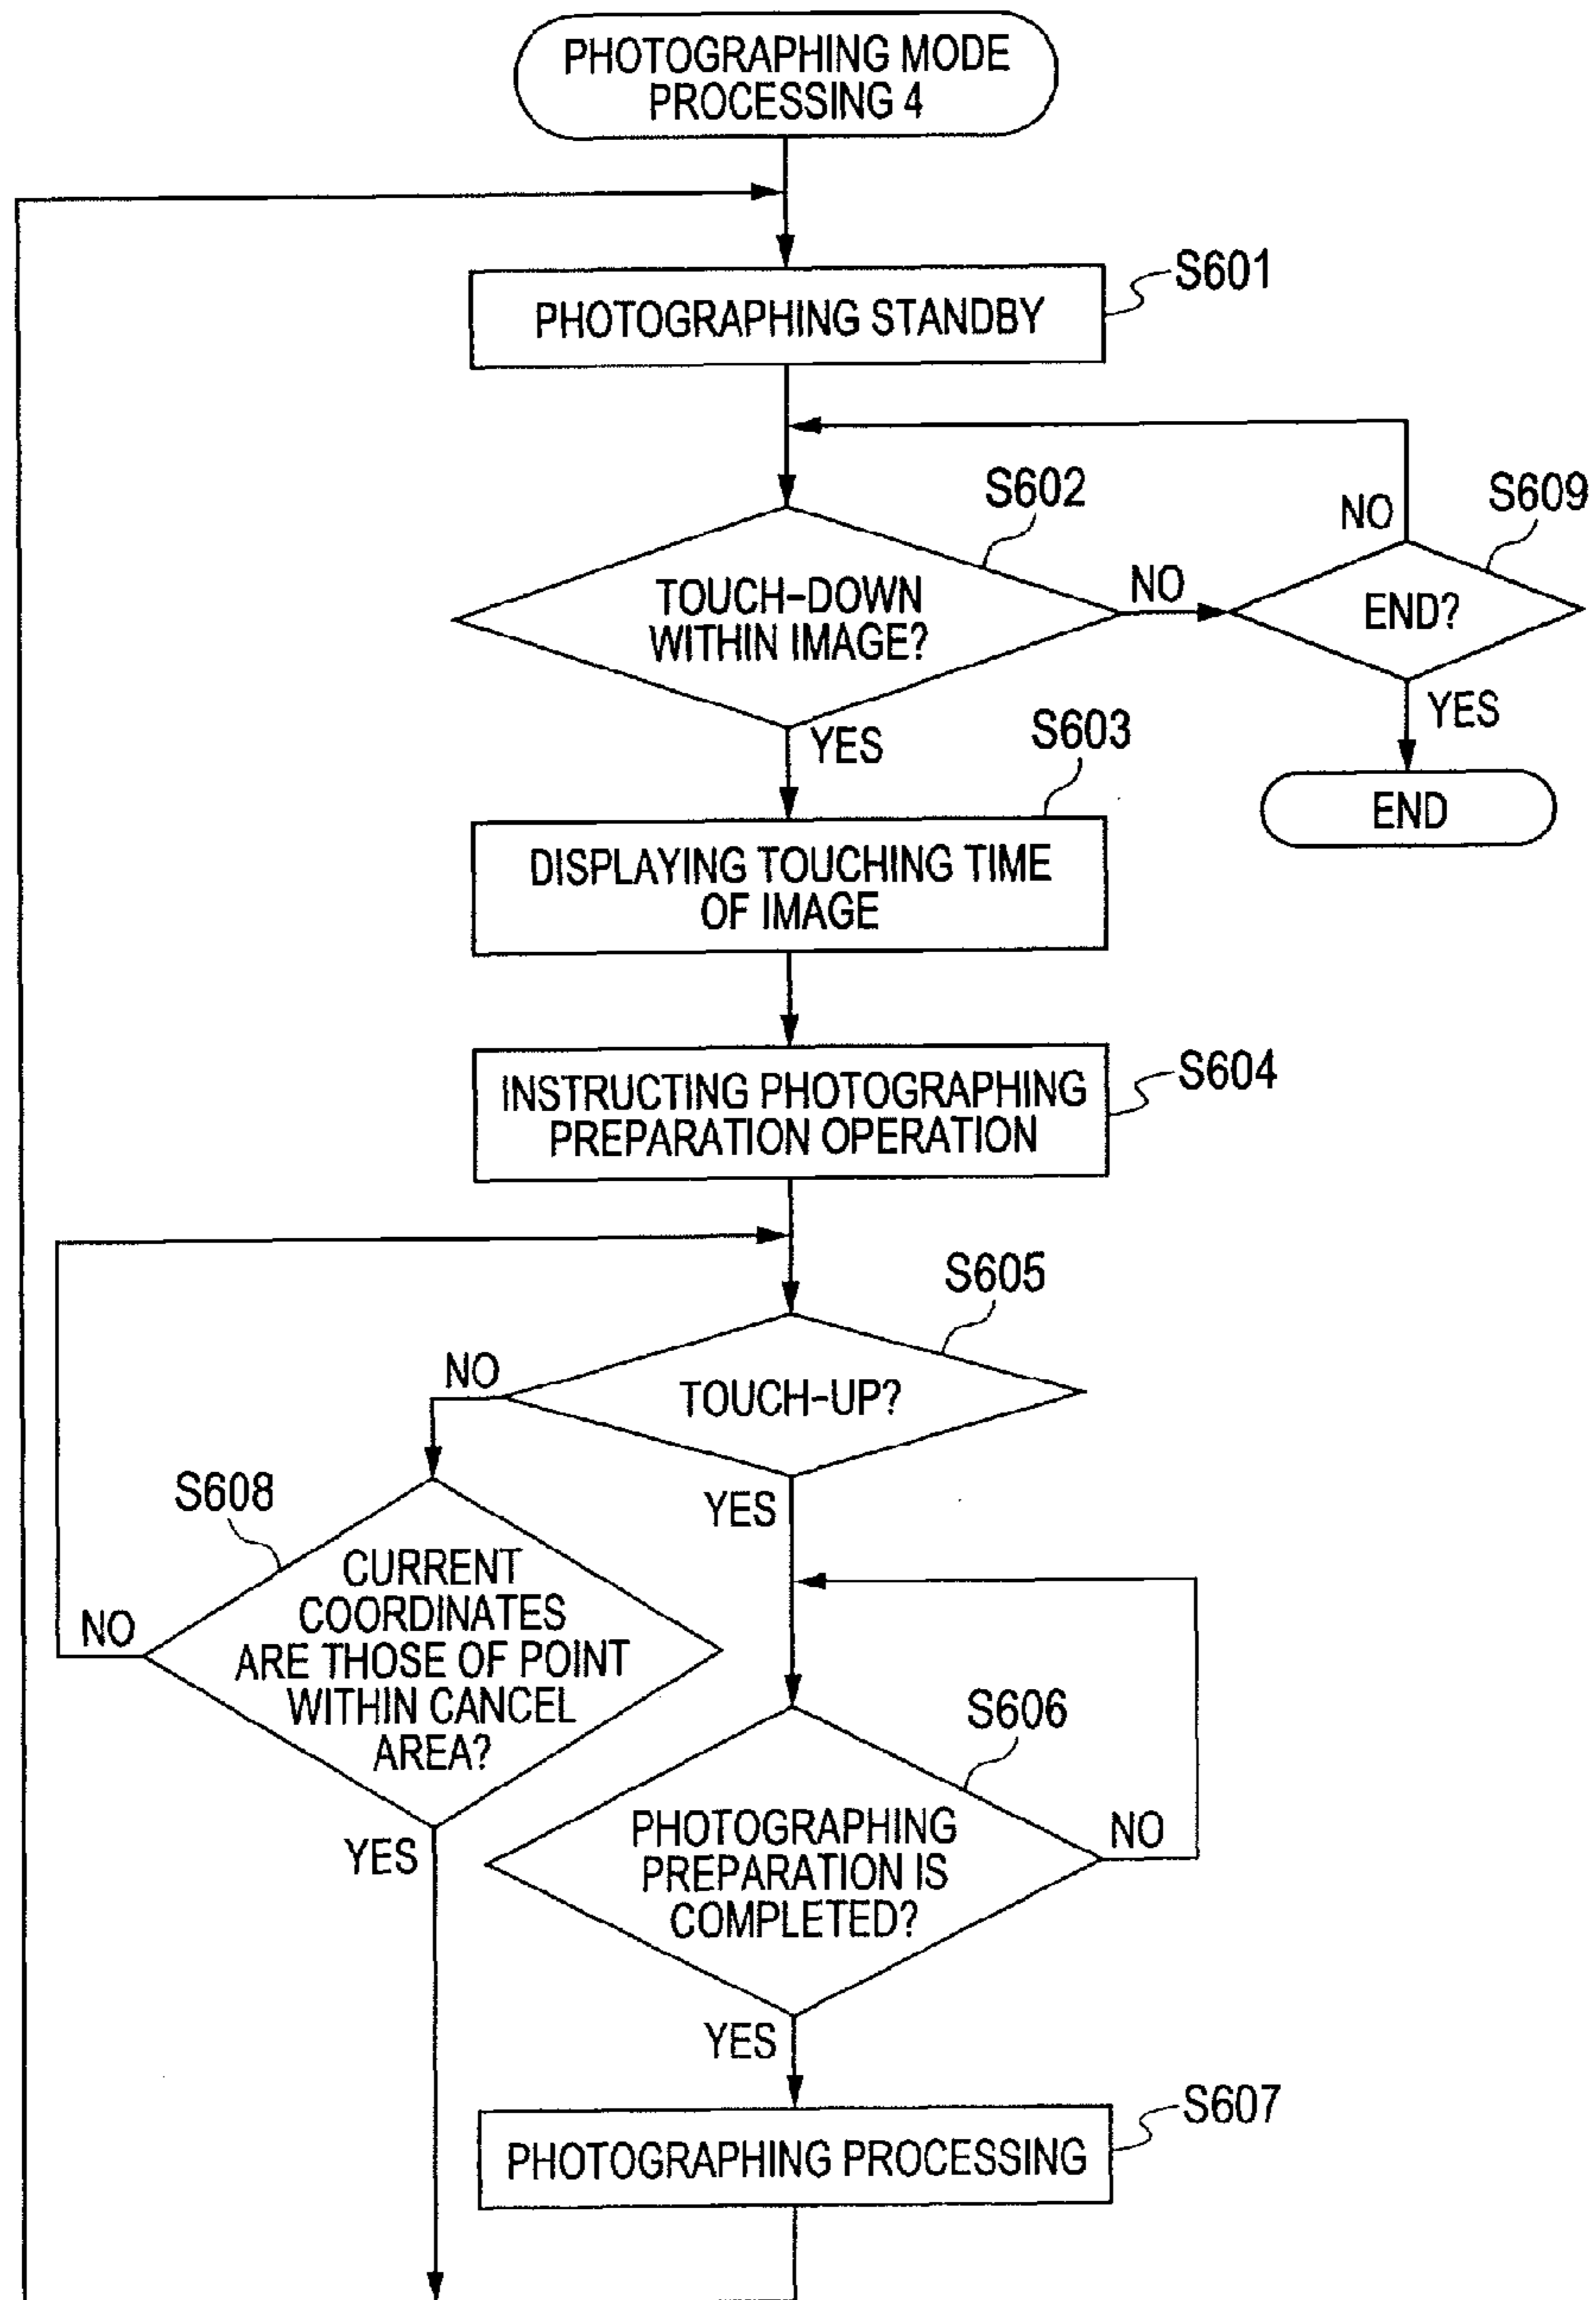 PHOTOGRAPHING MODE
PROCESSING 4
S601
PHOTOGRAPHING STANDBY
S602
S609
NO
NO
TOUCH-DOWN
WITHIN IMAGE?
END?
YES
YES
S603
END
DISPLAYING TOUCHING TIME
OF IMAGE
S604
INSTRUCTING PHOTOGRAPHING
PREPARATION OPERATION
S605
NO
TOUCH-UP?
S608
YES
CURRENT
COORDINATES
ARE THOSE OF POINT
WITHIN CANCEL
AREA?
NO
S606
YES
PHOTOGRAPHING
PREPARATION IS
COMPLETED?
NO
YES
S607
PHOTOGRAPHING PROCESSING